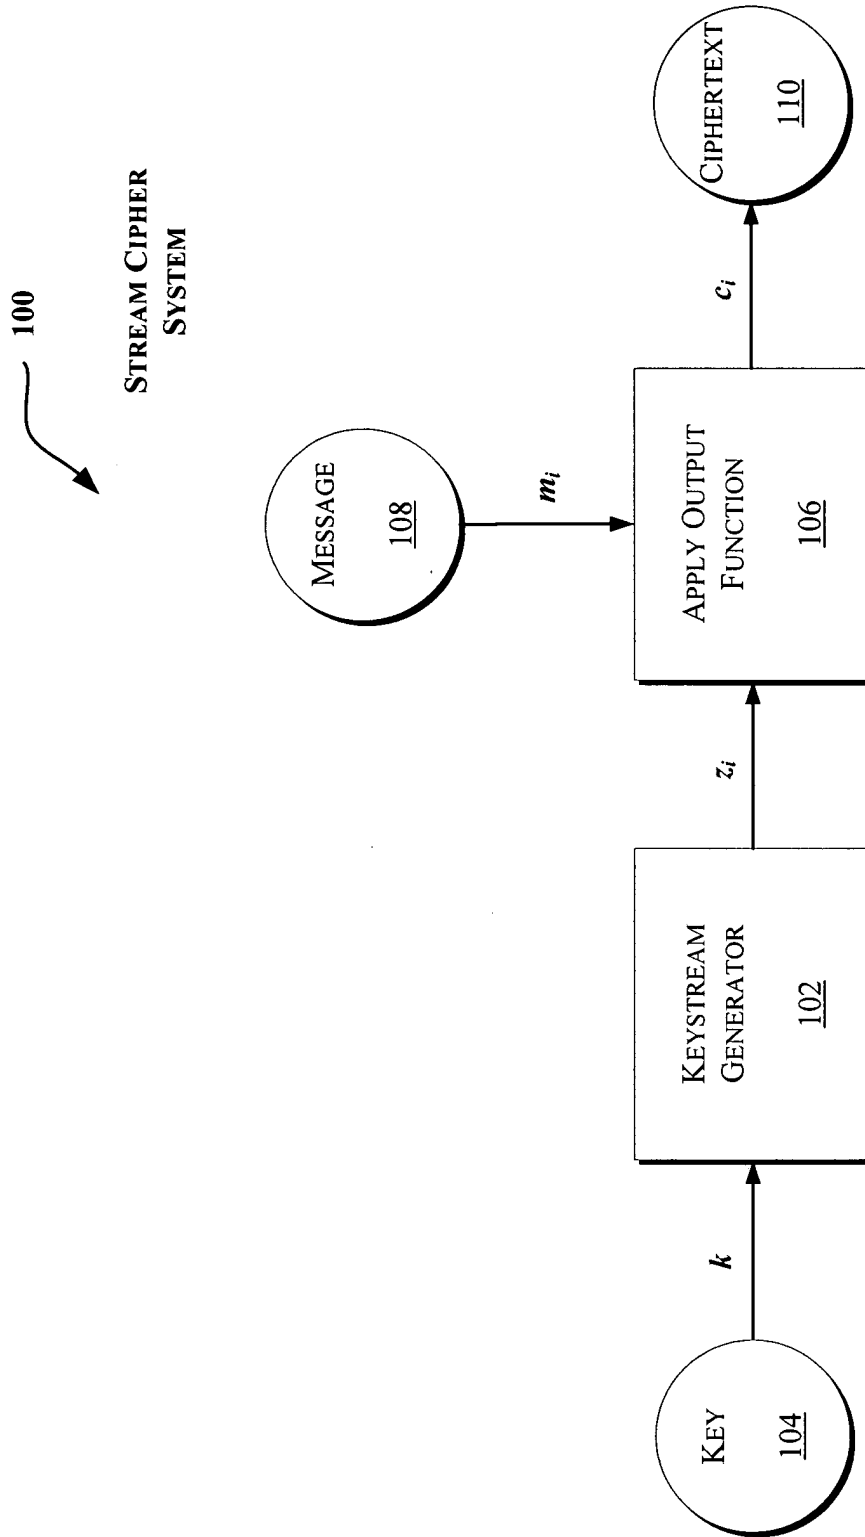 100
STREAM CIPHER
SYSTEM
MESSAGE
108
m_i
KEY
104
k
KEYSTREAM
GENERATOR
102
z_i
APPLY OUTPUT
FUNCTION
106
c_i
CIPHERTEXT
110